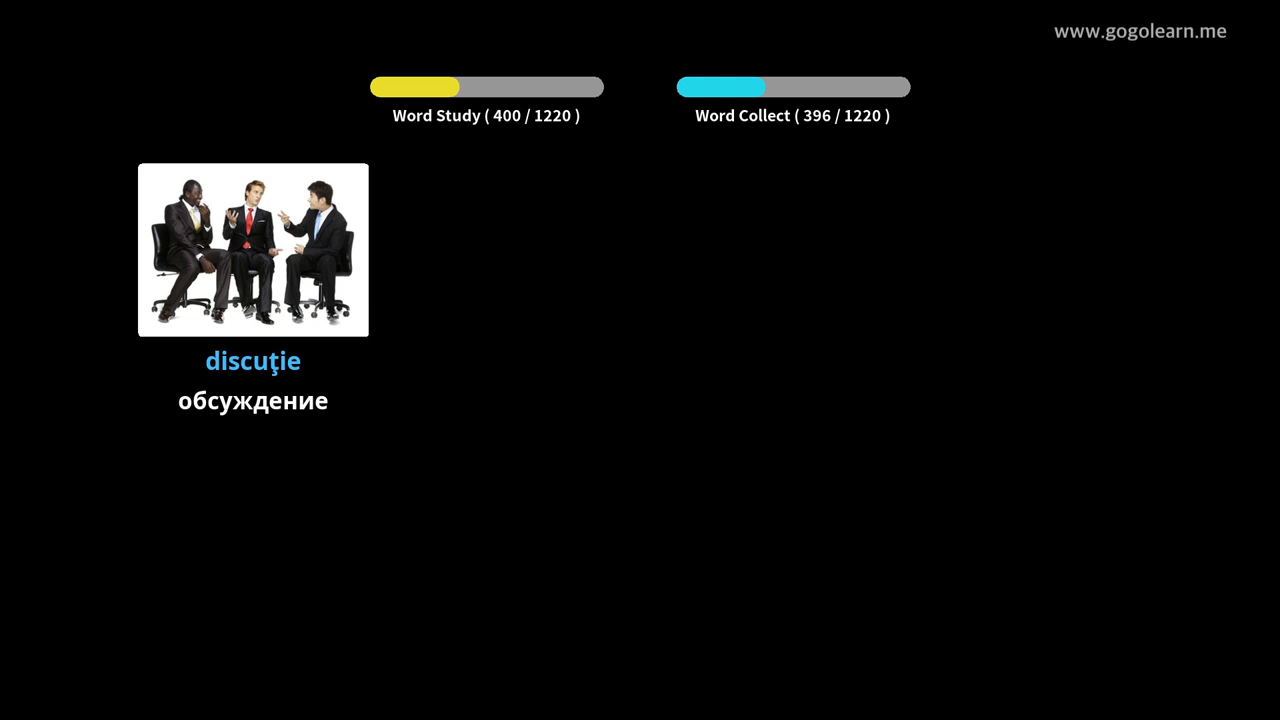 www.gogolearn.me
Word Study ( 400 / 1220 )
Word Collect ( 396 / 1220 )
discuţie
обсуждение